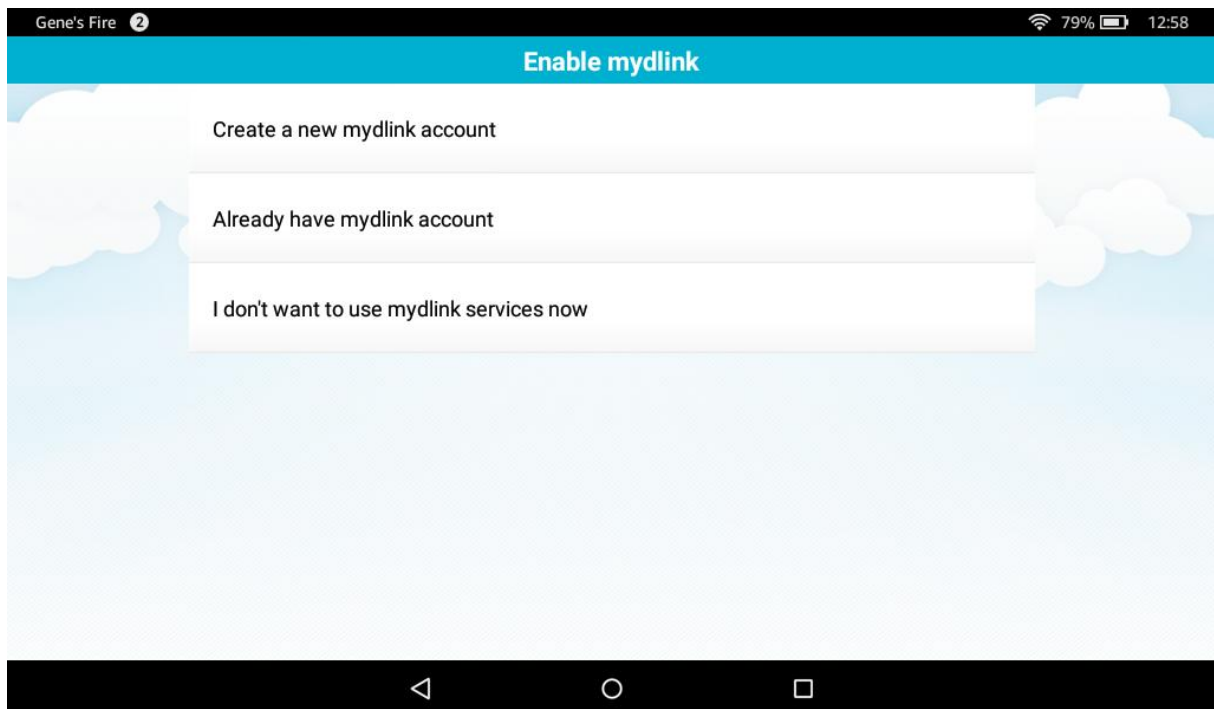 Gene's Fire 2 79% 12:58
Enable mydlink
Create a new mydlink account
Already have mydlink account
I don't want to use mydlink services now